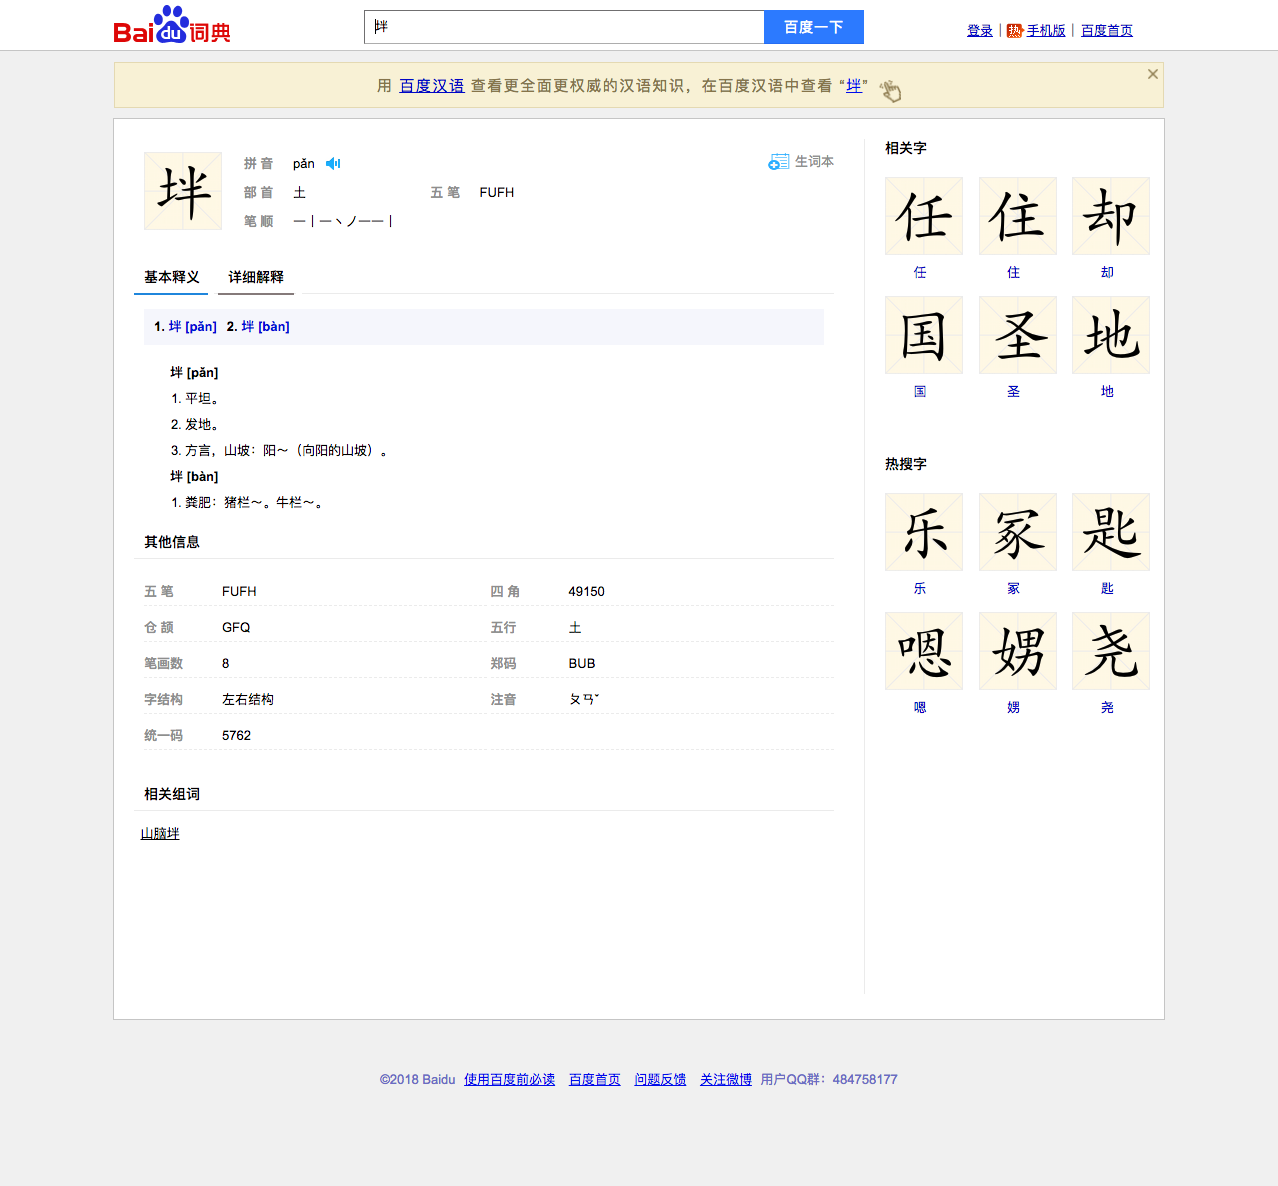 Bai du 词典
坢
百度一下
登录 | 热 手机版 | 百度首页
用 百度汉语 查看更全面更权威的汉语知识，在百度汉语中查看 “坢”
坢
拼 音 pǎn
生词本
部 首 土 五 笔 FUFH
笔 顺 一丨一丶ノ一一丨
基本释义 详细解释
1. 坢 [pǎn] 2. 坢 [bàn]
坢 [pǎn]
1. 平坦。
2. 发地。
3. 方言，山坡：阳～（向阳的山坡）。
坢 [bàn]
1. 粪肥：猪栏～。牛栏～。
其他信息
五 笔 FUFH 四 角 49150
仓 颉 GFQ 五行 土
笔画数 8 郑码 BUB
字结构 左右结构 注音 ㄆㄢˇ
统一码 5762
相关组词
山脑坢
相关字
任 住 却
任 住 却
国 圣 地
国 圣 地
热搜字
乐 冢 匙
乐 冢 匙
嗯 娚 尧
嗯 娚 尧
©2018 Baidu 使用百度前必读 百度首页 问题反馈 关注微博 用户QQ群：484758177